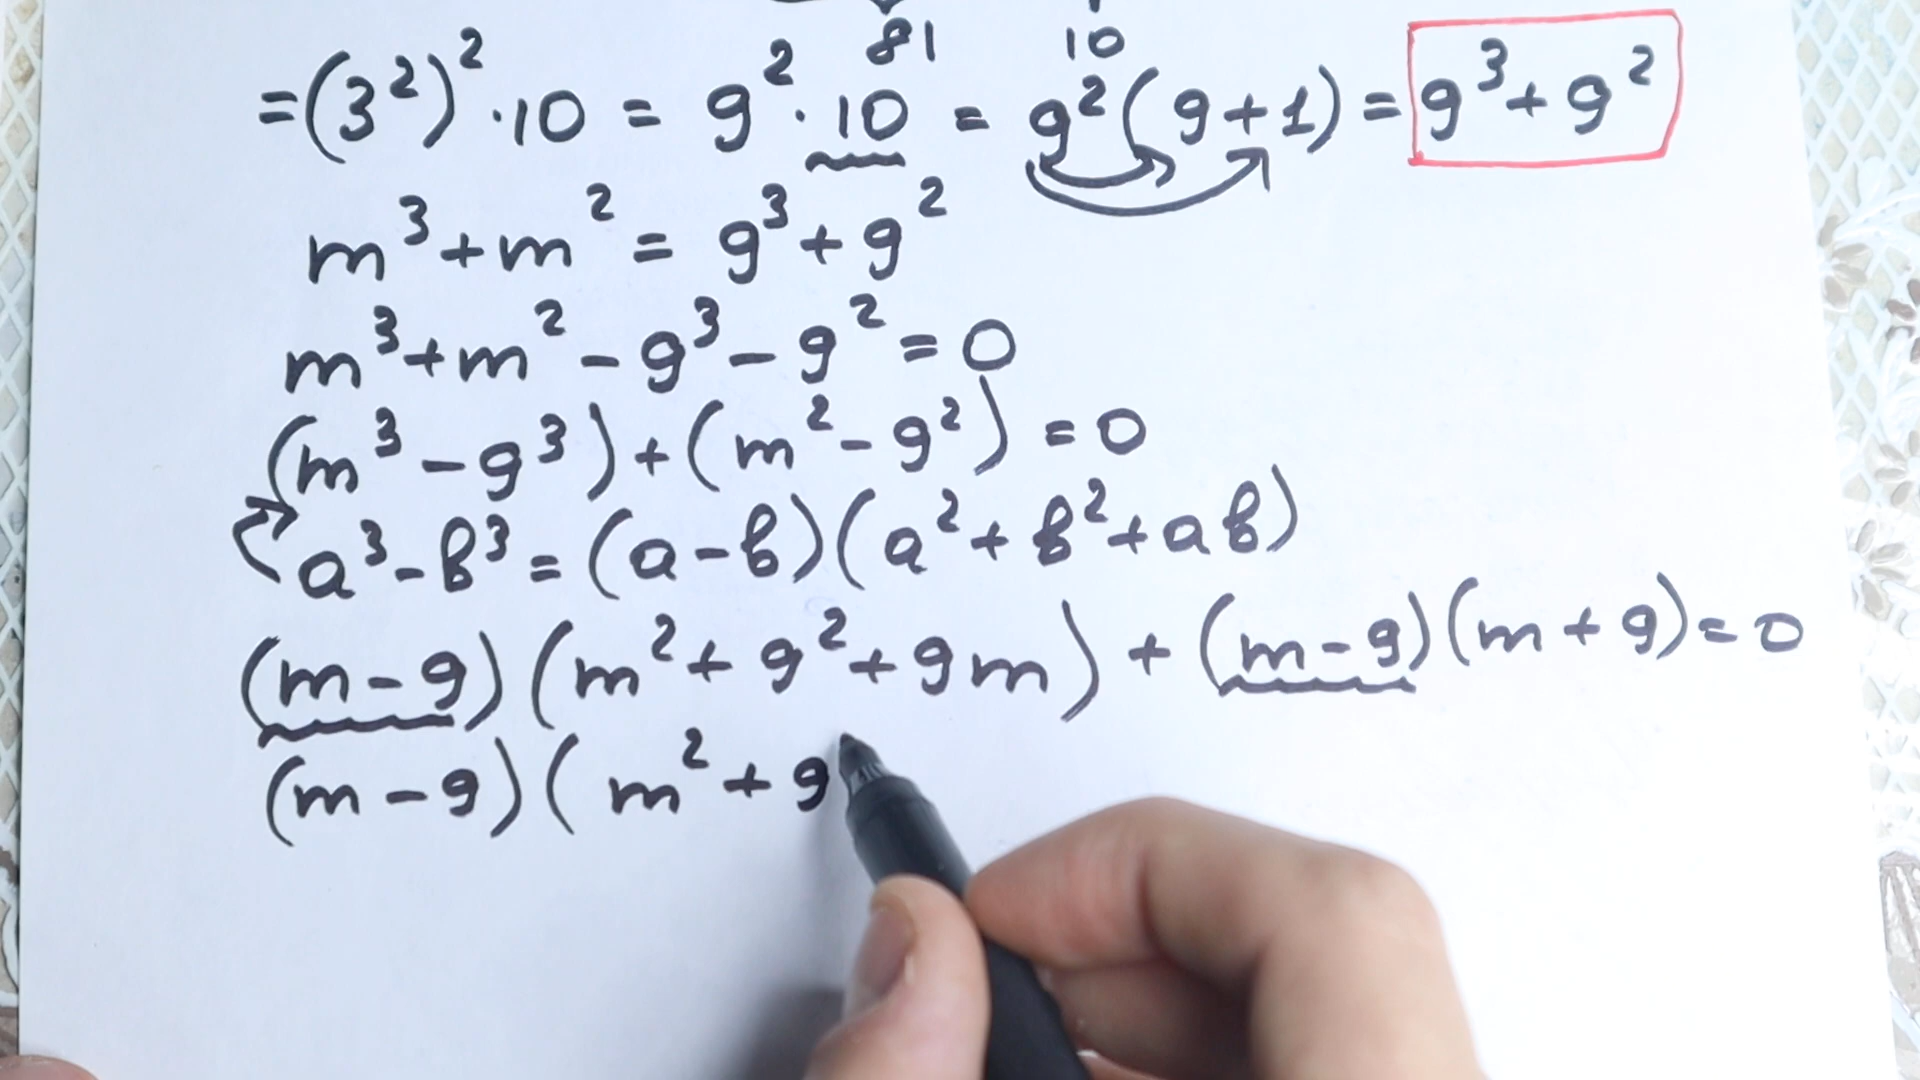 81 10
=(3²)²·10 = 9²·10 = 9²(9+1) = 9³+9²
m³+m² = 9³+9²
m³+m²-9³-9² = 0
(m³-9³)+(m²-9²) = 0
a³-b³ = (a-b)(a²+b²+ab)
(m-9)(m²+9²+9m)+(m-9)(m+9)=0
(m-9)(m²+9